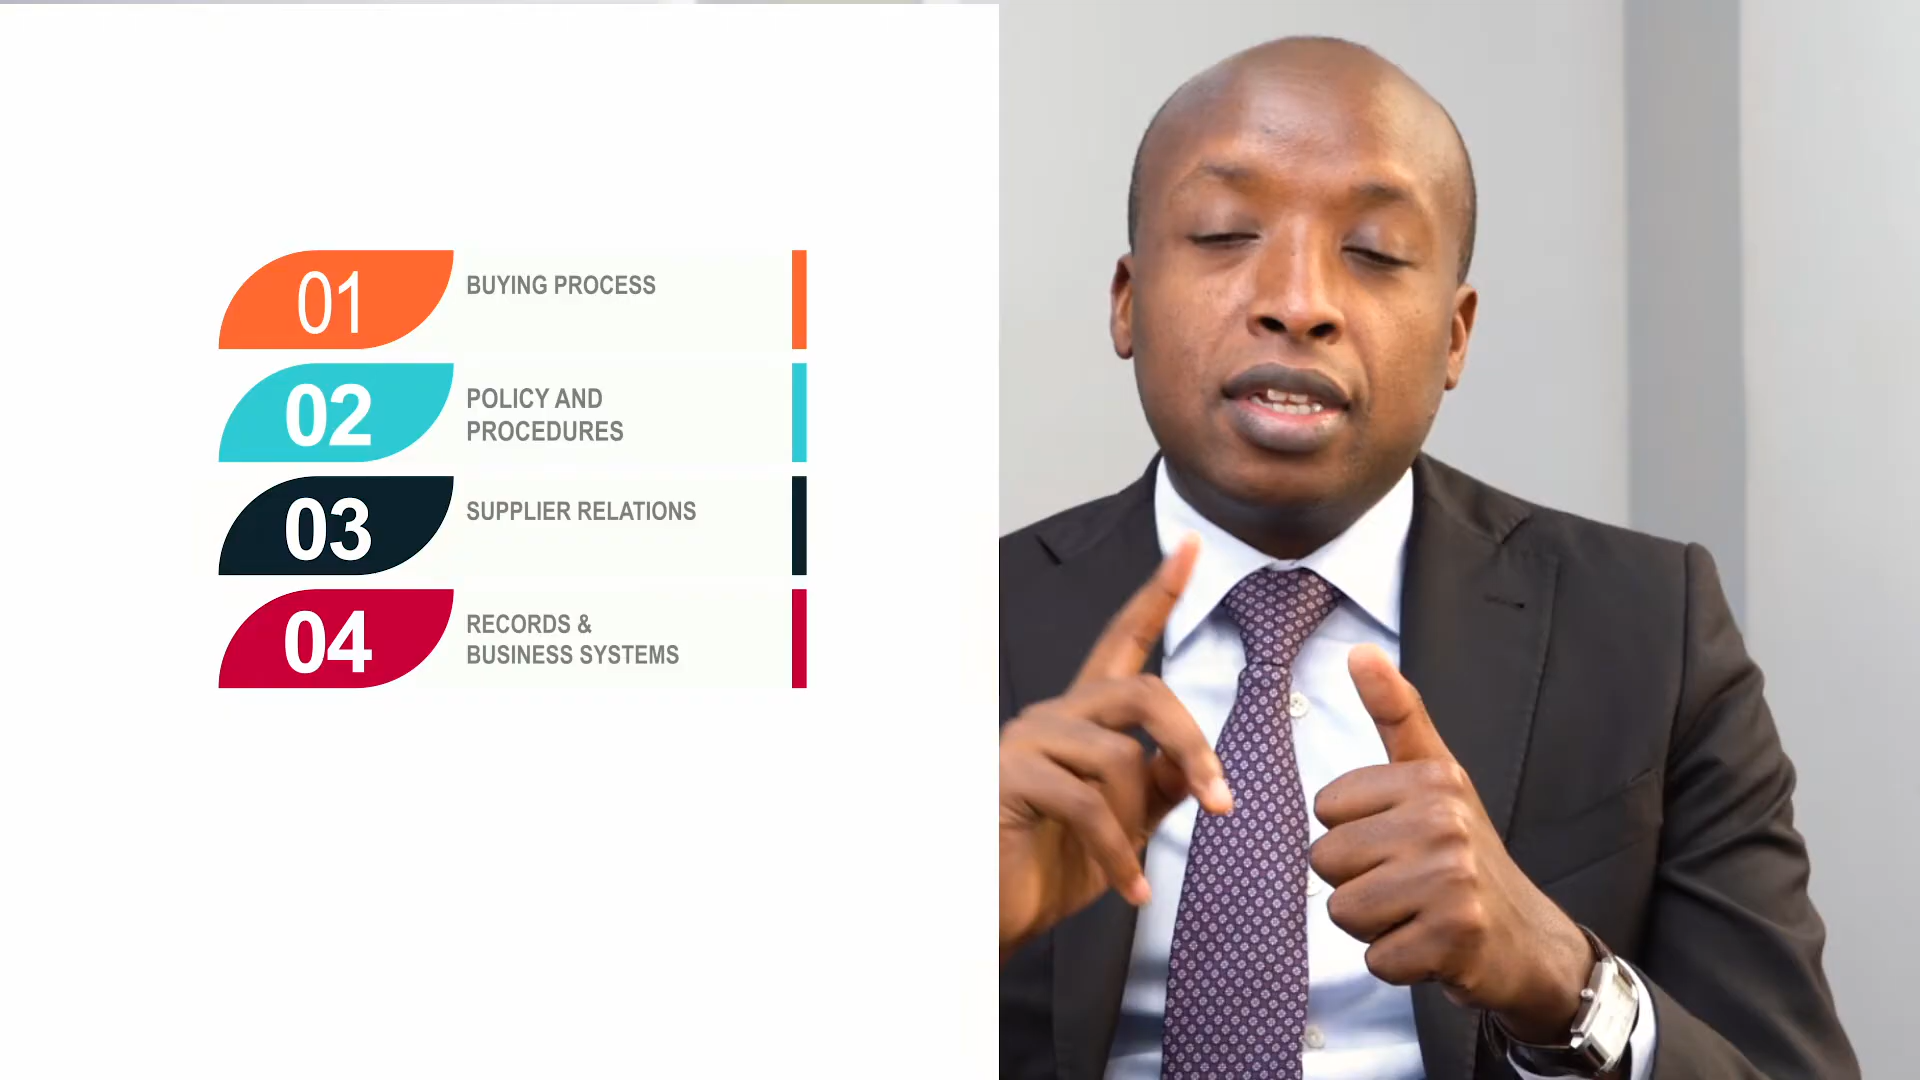 01
BUYING PROCESS
02
POLICY AND
PROCEDURES
03
SUPPLIER RELATIONS
04
RECORDS &
BUSINESS SYSTEMS